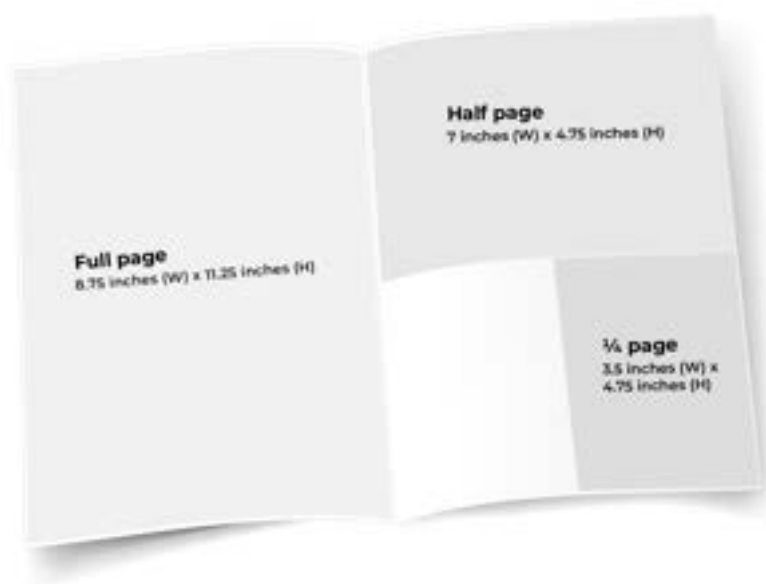 Full page
8.75 inches (W) x 11.25 inches (H)
Half page
7 inches (W) x 4.75 inches (H)
¼ page
3.5 inches (W) x
4.75 inches (H)